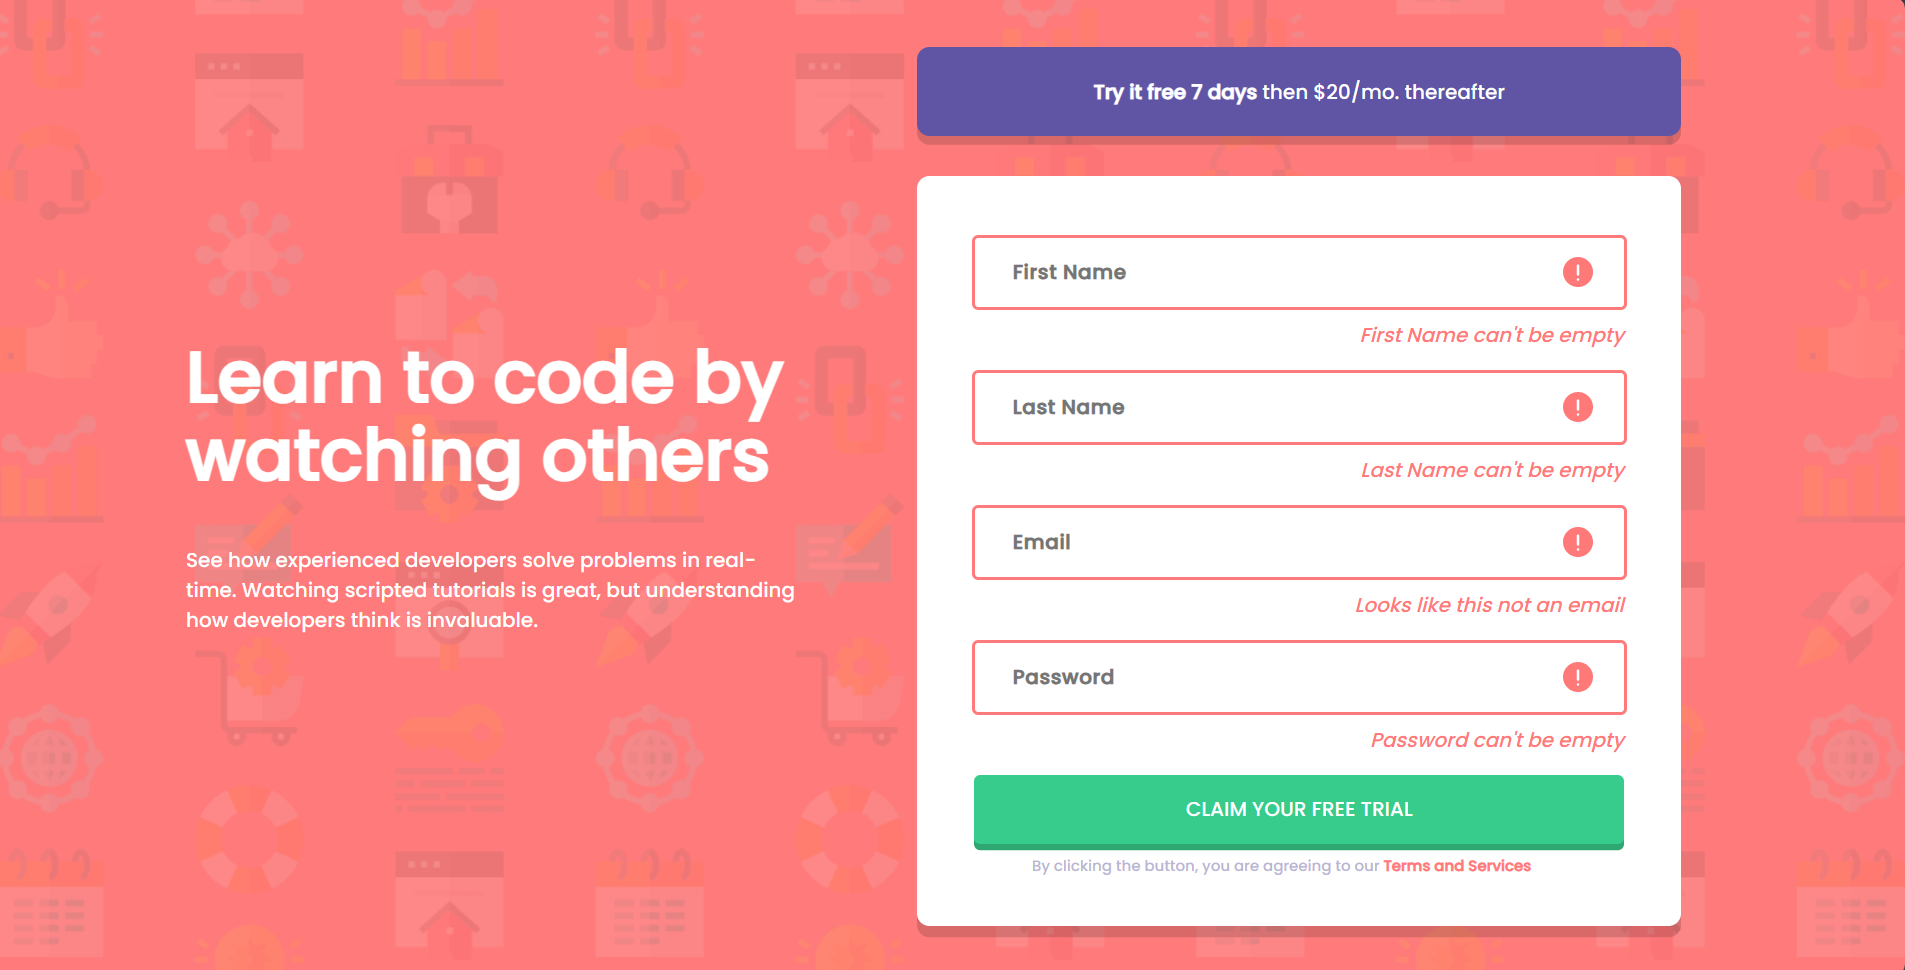 Learn to code by
watching others
See how experienced developers solve problems in real-
time. Watching scripted tutorials is great, but understanding
how developers think is invaluable.
Try it free 7 days then $20/mo. thereafter
First Name
First Name can't be empty
Last Name
Last Name can't be empty
Email
Looks like this not an email
Password
Password can't be empty
CLAIM YOUR FREE TRIAL
By clicking the button, you are agreeing to our Terms and Services